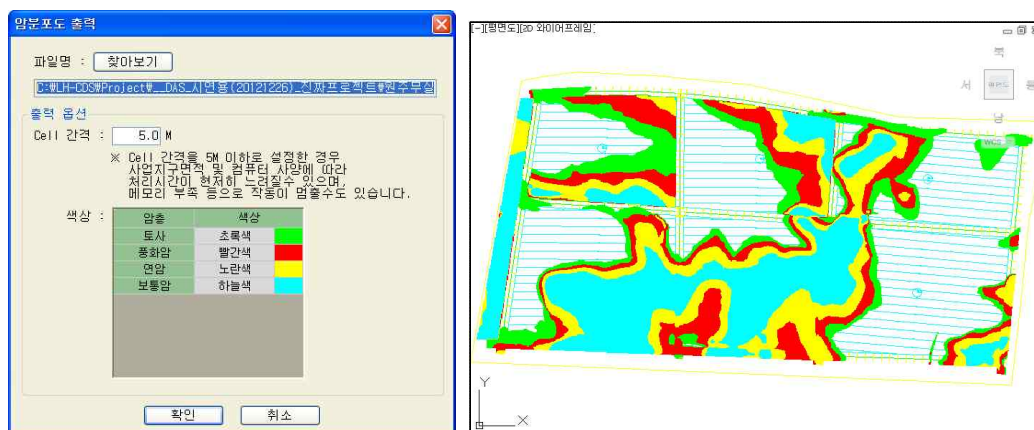 암분포도 출력
파일명 : 찾아보기
C:₩LH-CDS₩Project₩__DAS_시연용(20121226)_진짜프로젝트₩원주무실
출력 옵션
Cell 간격 : 5.0 M
※ Cell 간격을 5M 이하로 설정한 경우
사업지구면적 및 컴퓨터 사양에 따라
처리시간이 현저히 느려질수 있으며,
메모리 부족 등으로 작동이 멈출수도 있습니다.
색상 :
암층 색상
토사 초록색
풍화암 빨간색
연암 노란색
보통암 하늘색
확인 취소
[-][평면도][2D 와이어프레임]
북
서 동
남
WCS
Y
X